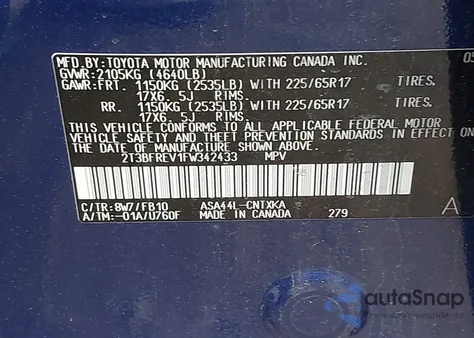 MFD.BY: TOYOTA MOTOR MANUFACTURING CANADA INC. 05
GVWR: 2105KG (4640LB)
GAWR: FRT. 1150KG (2535LB) WITH 225/65R17 TIRES.
17X6 .5J RIMS.
RR. 1150KG (2535LB) WITH 225/65R17 TIRES.
17X6 .5J RIMS.
THIS VEHICLE CONFORMS TO ALL APPLICABLE FEDERAL MOTOR
VEHICLE SAFETY, BUMPER, AND
THEFT PREVENTION STANDARDS IN EFFECT ON
THE DATE OF MANUFACTURE SHOWN ABOVE.
2T3BFREV1FW342433 MPV
C/TR: 8W7/FB10 ASA44L-CNTXKA
A/TM: -01A/U760F MADE IN CANADA 279 A
autoSnap